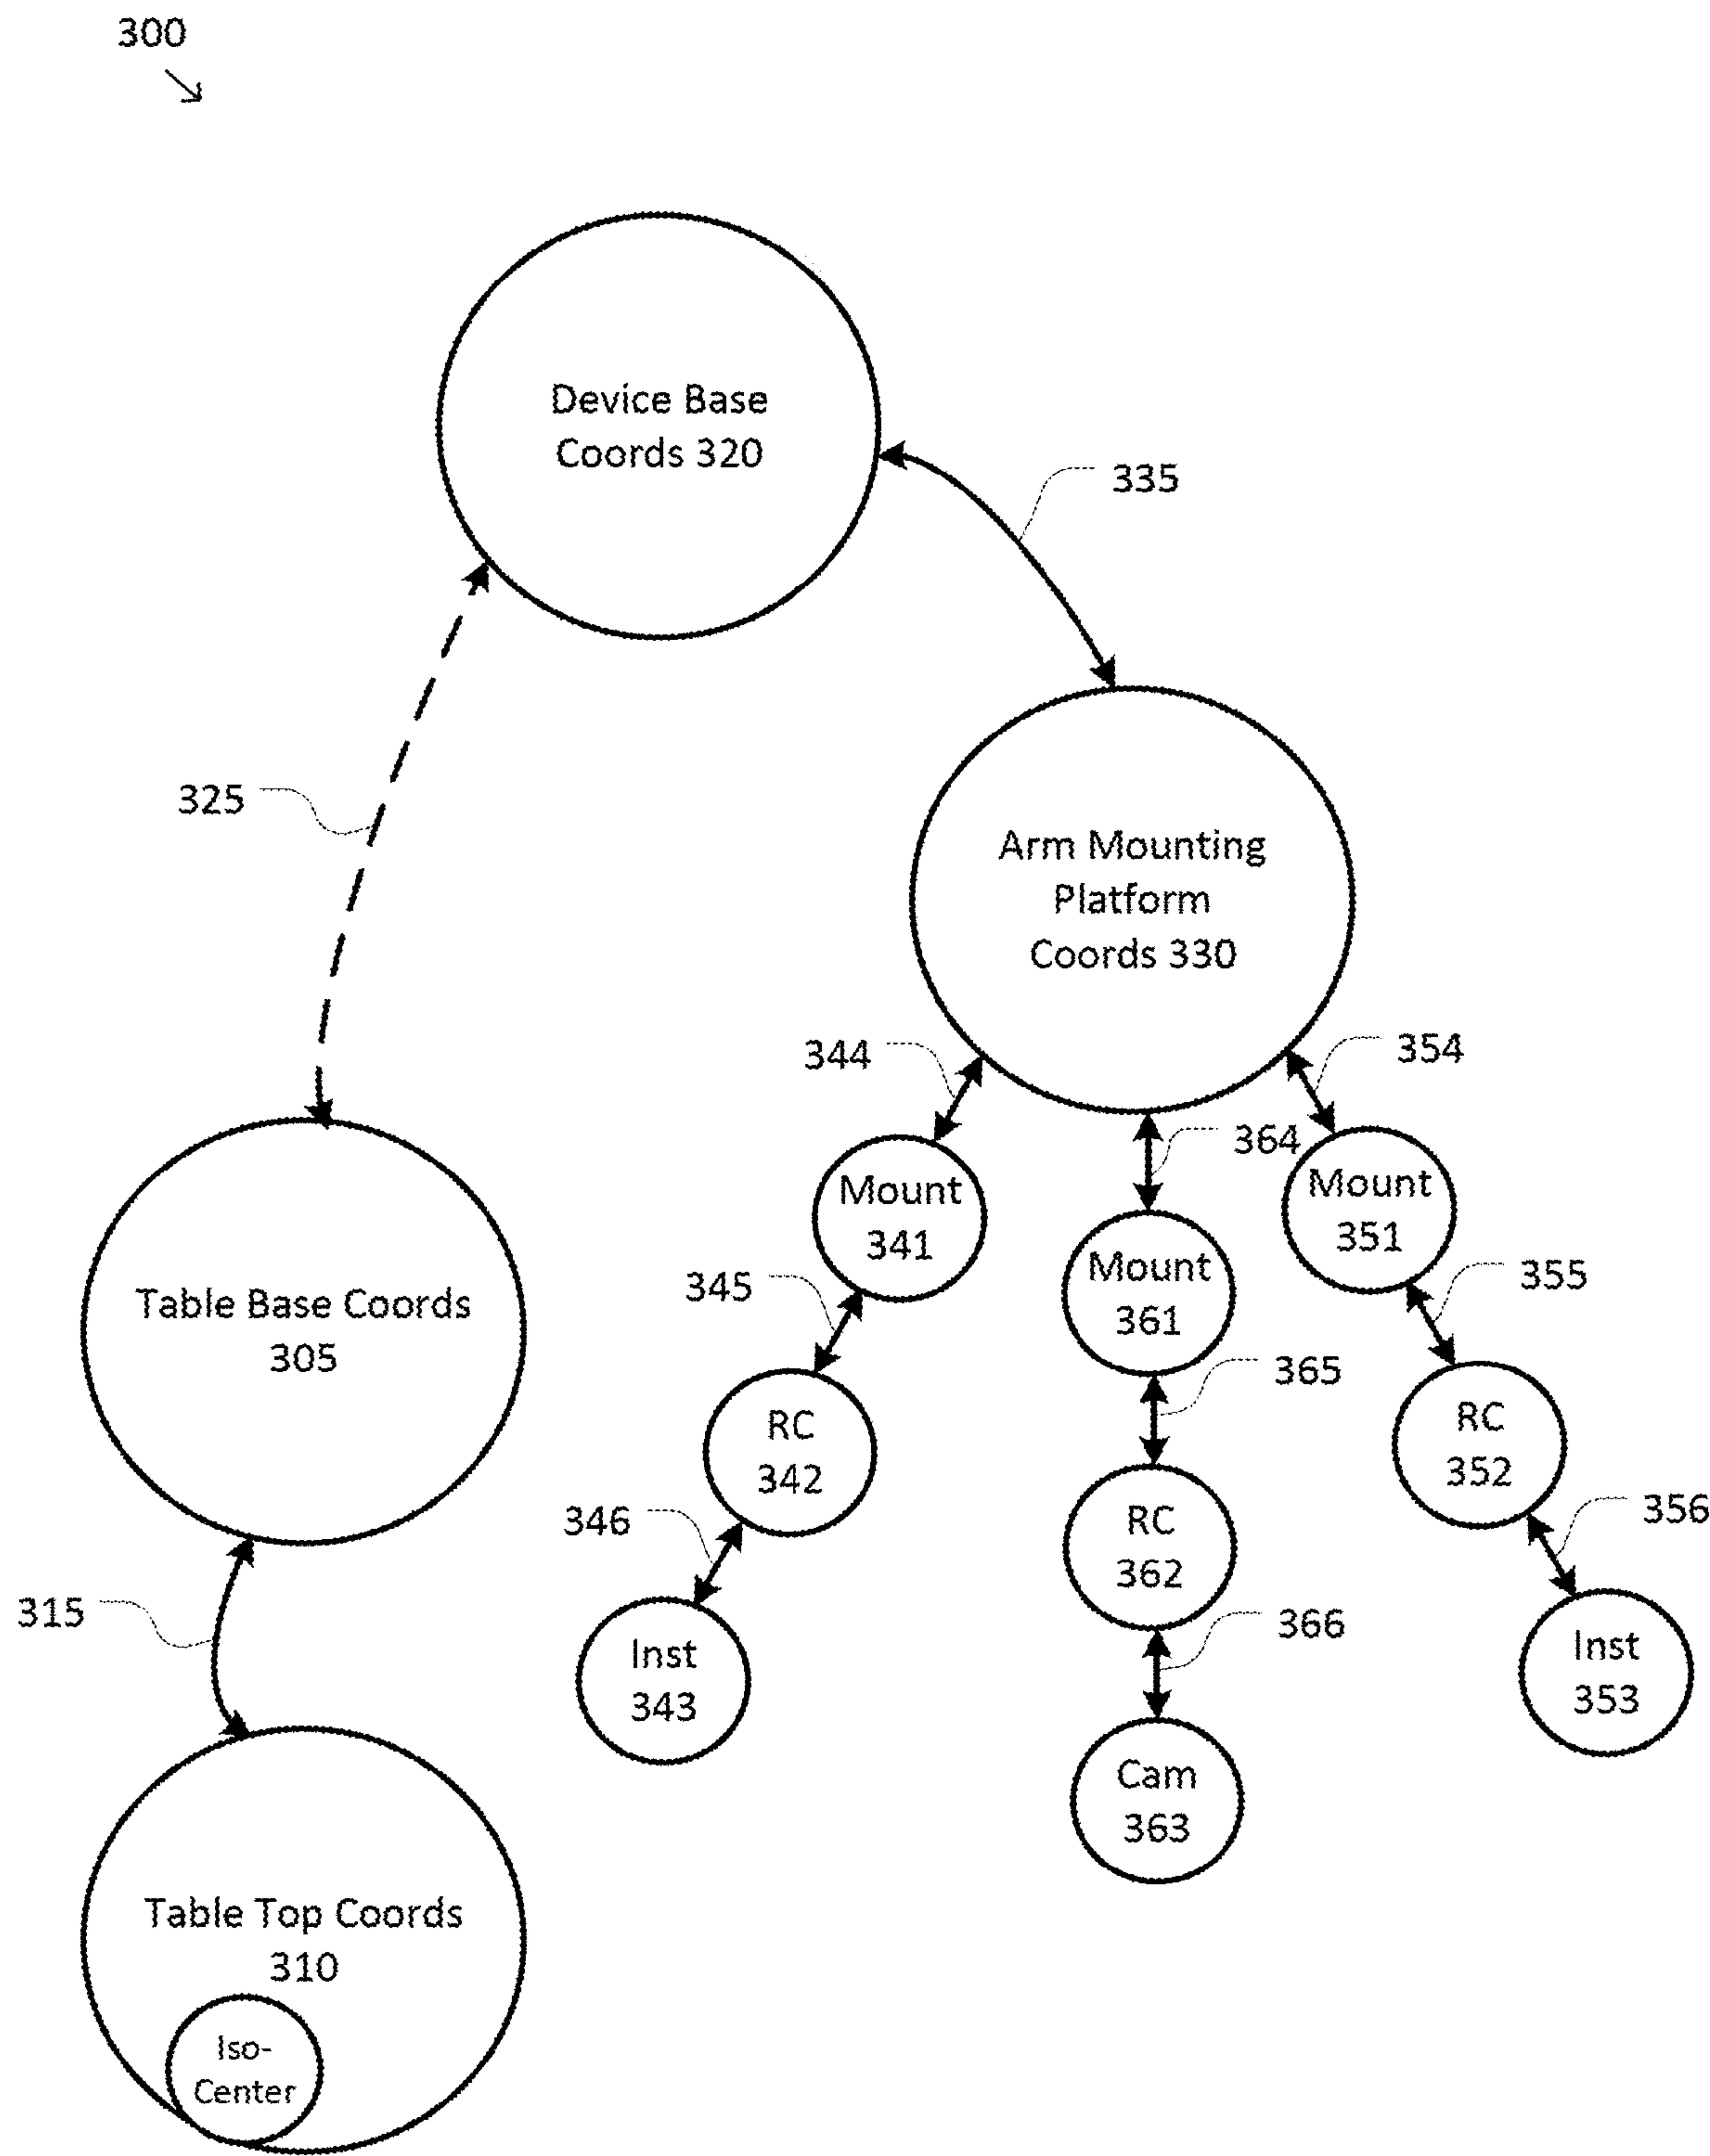 300
Device Base
Coords 320
335
325
Arm Mounting
Platform
Coords 330
344
354
364
Mount
341
Mount
351
Mount
361
345
355
Table Base Coords
305
365
RC
342
RC
352
RC
362
346
356
315
366
Inst
343
Inst
353
Cam
363
Table Top Coords
310
Iso-
Center